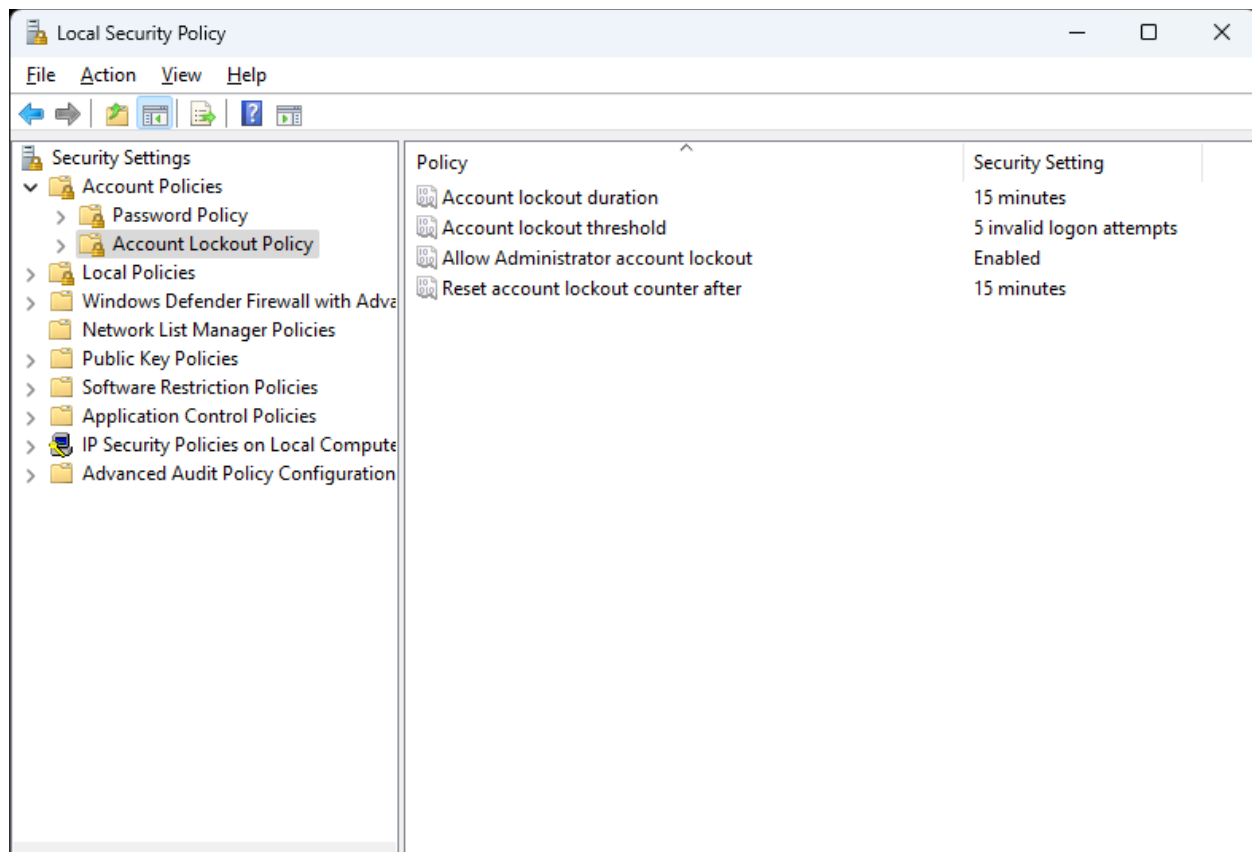 Local Security Policy
File Action View Help
Security Settings
Account Policies
Password Policy
Account Lockout Policy
Local Policies
Windows Defender Firewall with Adva
Network List Manager Policies
Public Key Policies
Software Restriction Policies
Application Control Policies
IP Security Policies on Local Compute
Advanced Audit Policy Configuration
Policy Security Setting
Account lockout duration 15 minutes
Account lockout threshold 5 invalid logon attempts
Allow Administrator account lockout Enabled
Reset account lockout counter after 15 minutes